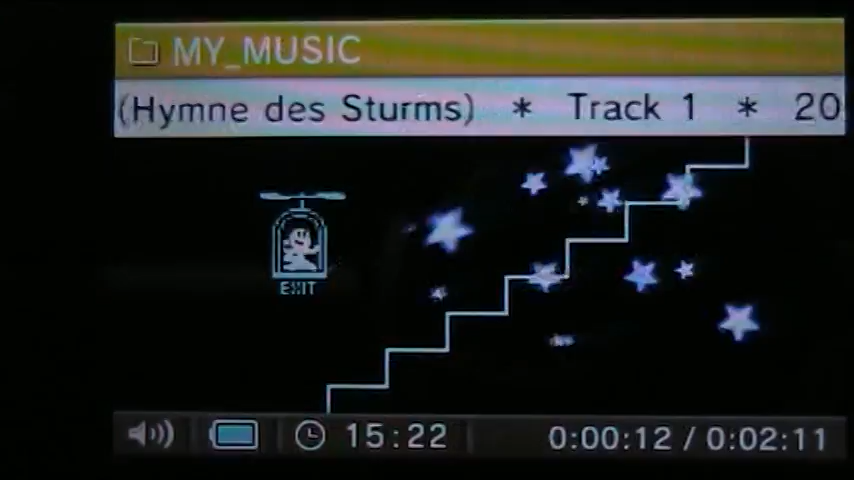 MY_MUSIC
(Hymne des Sturms) * Track 1 * 20
EXIT
15:22 0:00:12 / 0:02:11